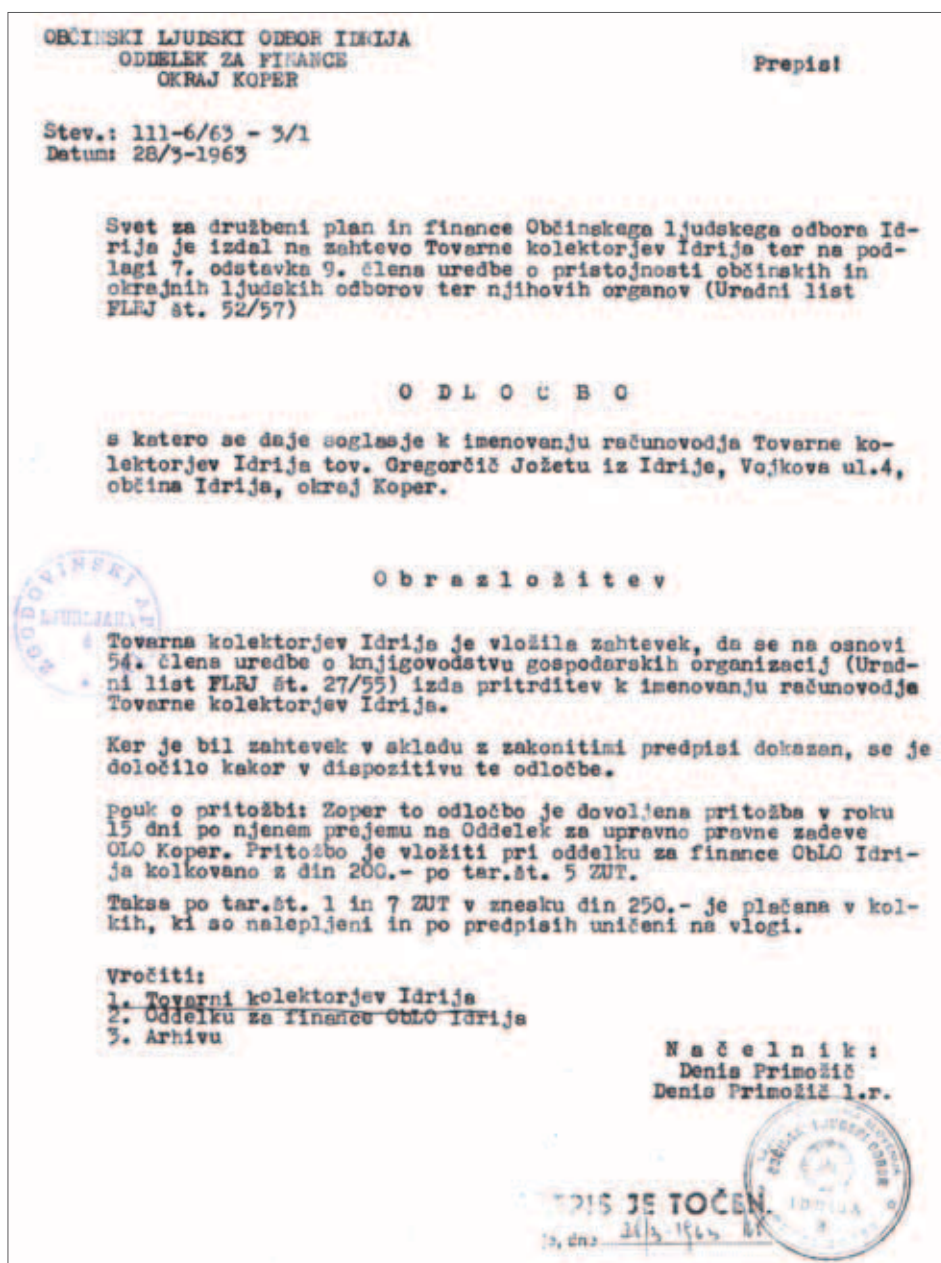 OBČINSKI LJUDSKI ODBOR IDRIJA
ODDELEK ZA FINANCE
OKRAJ KOPER
Prepis!
Štev.: 111-6/63 - 3/1
Datum: 28/3-1963
Svet za družbeni plan in finance Občinskega ljudskega odbora Id-
rija je izdal na zahtevo Tovarne kolektorjev Idrija ter na pod-
lagi 7. odstavka 9. člena uredbe o pristojnosti občinskih in
okrajnih ljudskih odborov ter njihovih organov (Uradni list
FLRJ št. 52/57)
O D L O Č B O
s katero se daje soglasje k imenovanju računovodja Tovarne ko-
lektorjev Idrija tov. Gregorčič Jožetu iz Idrije, Vojkova ul.4,
občina Idrija, okraj Koper.
O b r a z l o ž i t e v
ZGODOVINSKI
LJUBLJANA
4
Tovarna kolektorjev Idrija je vložila zahtevek, da se na osnovi
54. člena uredbe o knjigovodstvu gospodarskih organizacij (Urad-
ni list FLRJ št. 27/55) izda pritrditev k imenovanju računovodja
Tovarne kolektorjev Idrija.
Ker je bil zahtevek v skladu z zakonitimi predpisi dokazan, se je
določilo kakor v dispozitivu te odločbe.
Pouk o pritožbi: Zoper to odločbo je dovoljena pritožba v roku
15 dni po njenem prejemu na Oddelek za upravno pravne zadeve
OLO Koper. Pritožbo je vložiti pri oddelku za finance ObLO Idri-
ja kolkovano z din 200.- po tar.št. 5 ZUT.
Taksa po tar.št. 1 in 7 ZUT v znesku din 250.- je plačana v kol-
kih, ki so nalepljeni in po predpisih uničeni na vlogi.
Vročiti:
1. Tovarni kolektorjev Idrija
2. Oddelku za finance ObLO Idrija
3. Arhivu
N a č e l n i k :
Denis Primožič
Denis Primožič l.r.
OBČINSKI LJUDSKI ODBOR
IDRIJA
PIS JE TOČEN.
dne